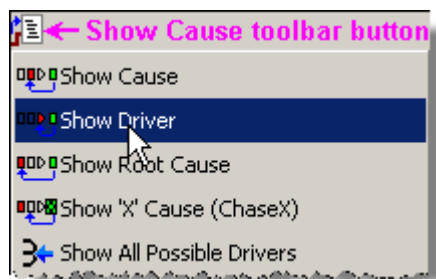 Show Cause toolbar button
Show Cause
Show Driver
Show Root Cause
Show 'X' Cause (ChaseX)
Show All Possible Drivers